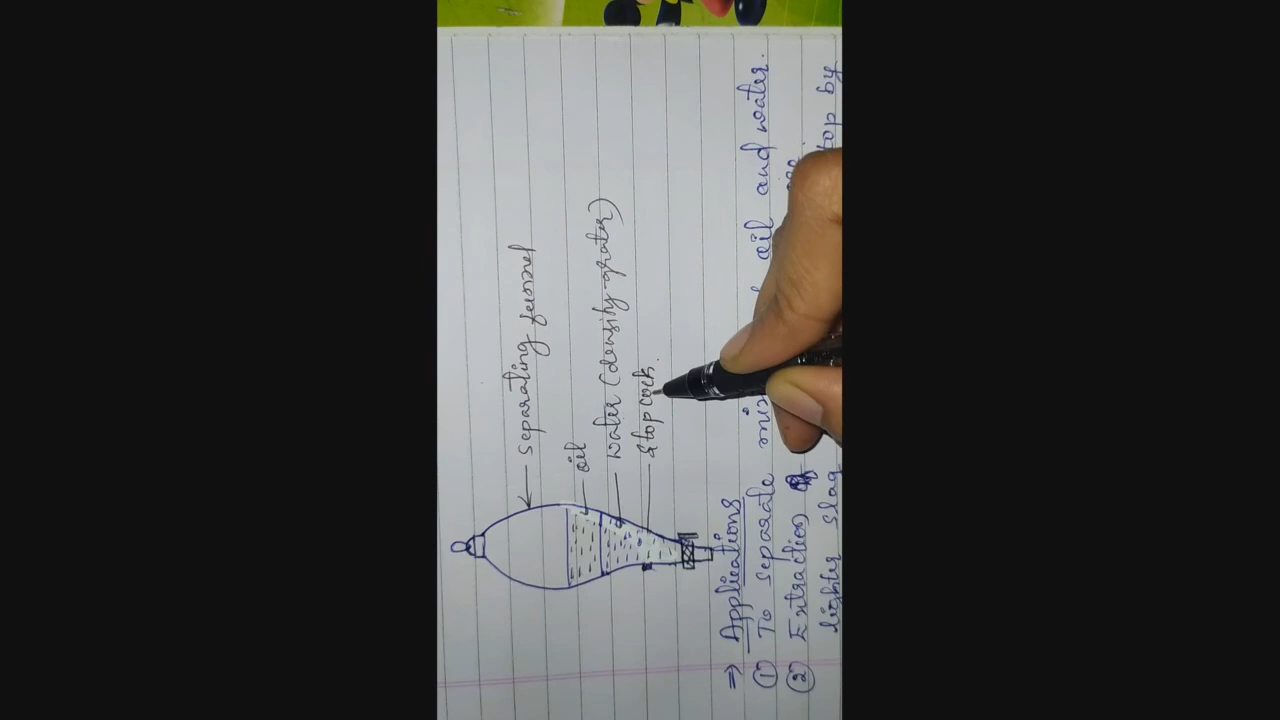 separating funnel
oil
water (density grater)
Stop cock.
⇒ Applications
① To separate oil and water.
② Extraction
lighter slag top by